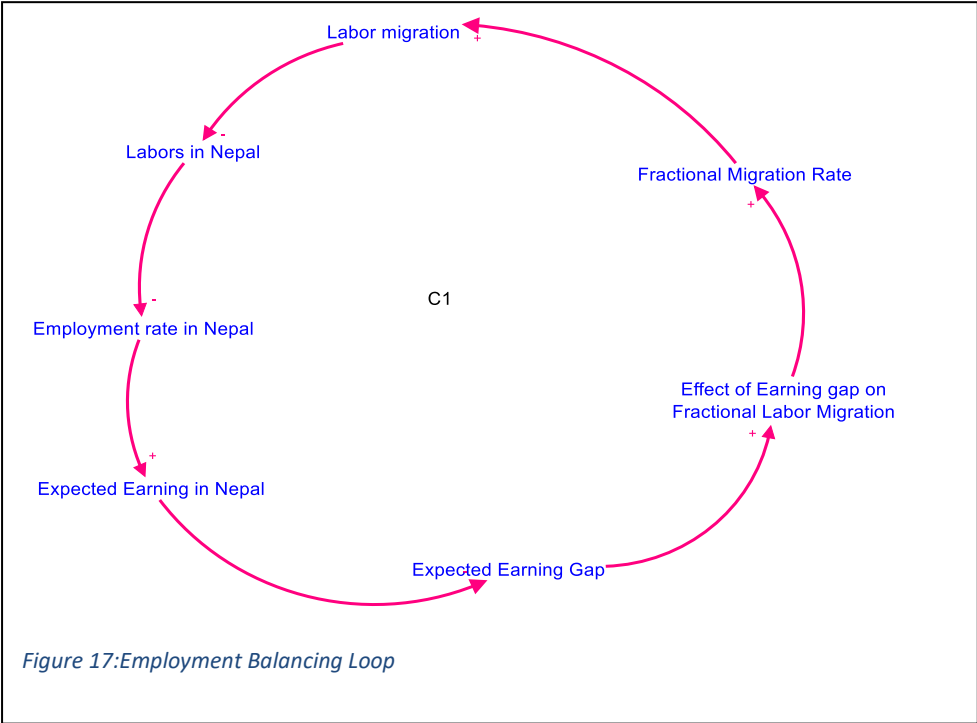 Labor migration
+
-
Labors in Nepal
Fractional Migration Rate
+
C1
-
Employment rate in Nepal
Effect of Earning gap on
Fractional Labor Migration
+
+
Expected Earning in Nepal
-
Expected Earning Gap
Figure 17:Employment Balancing Loop